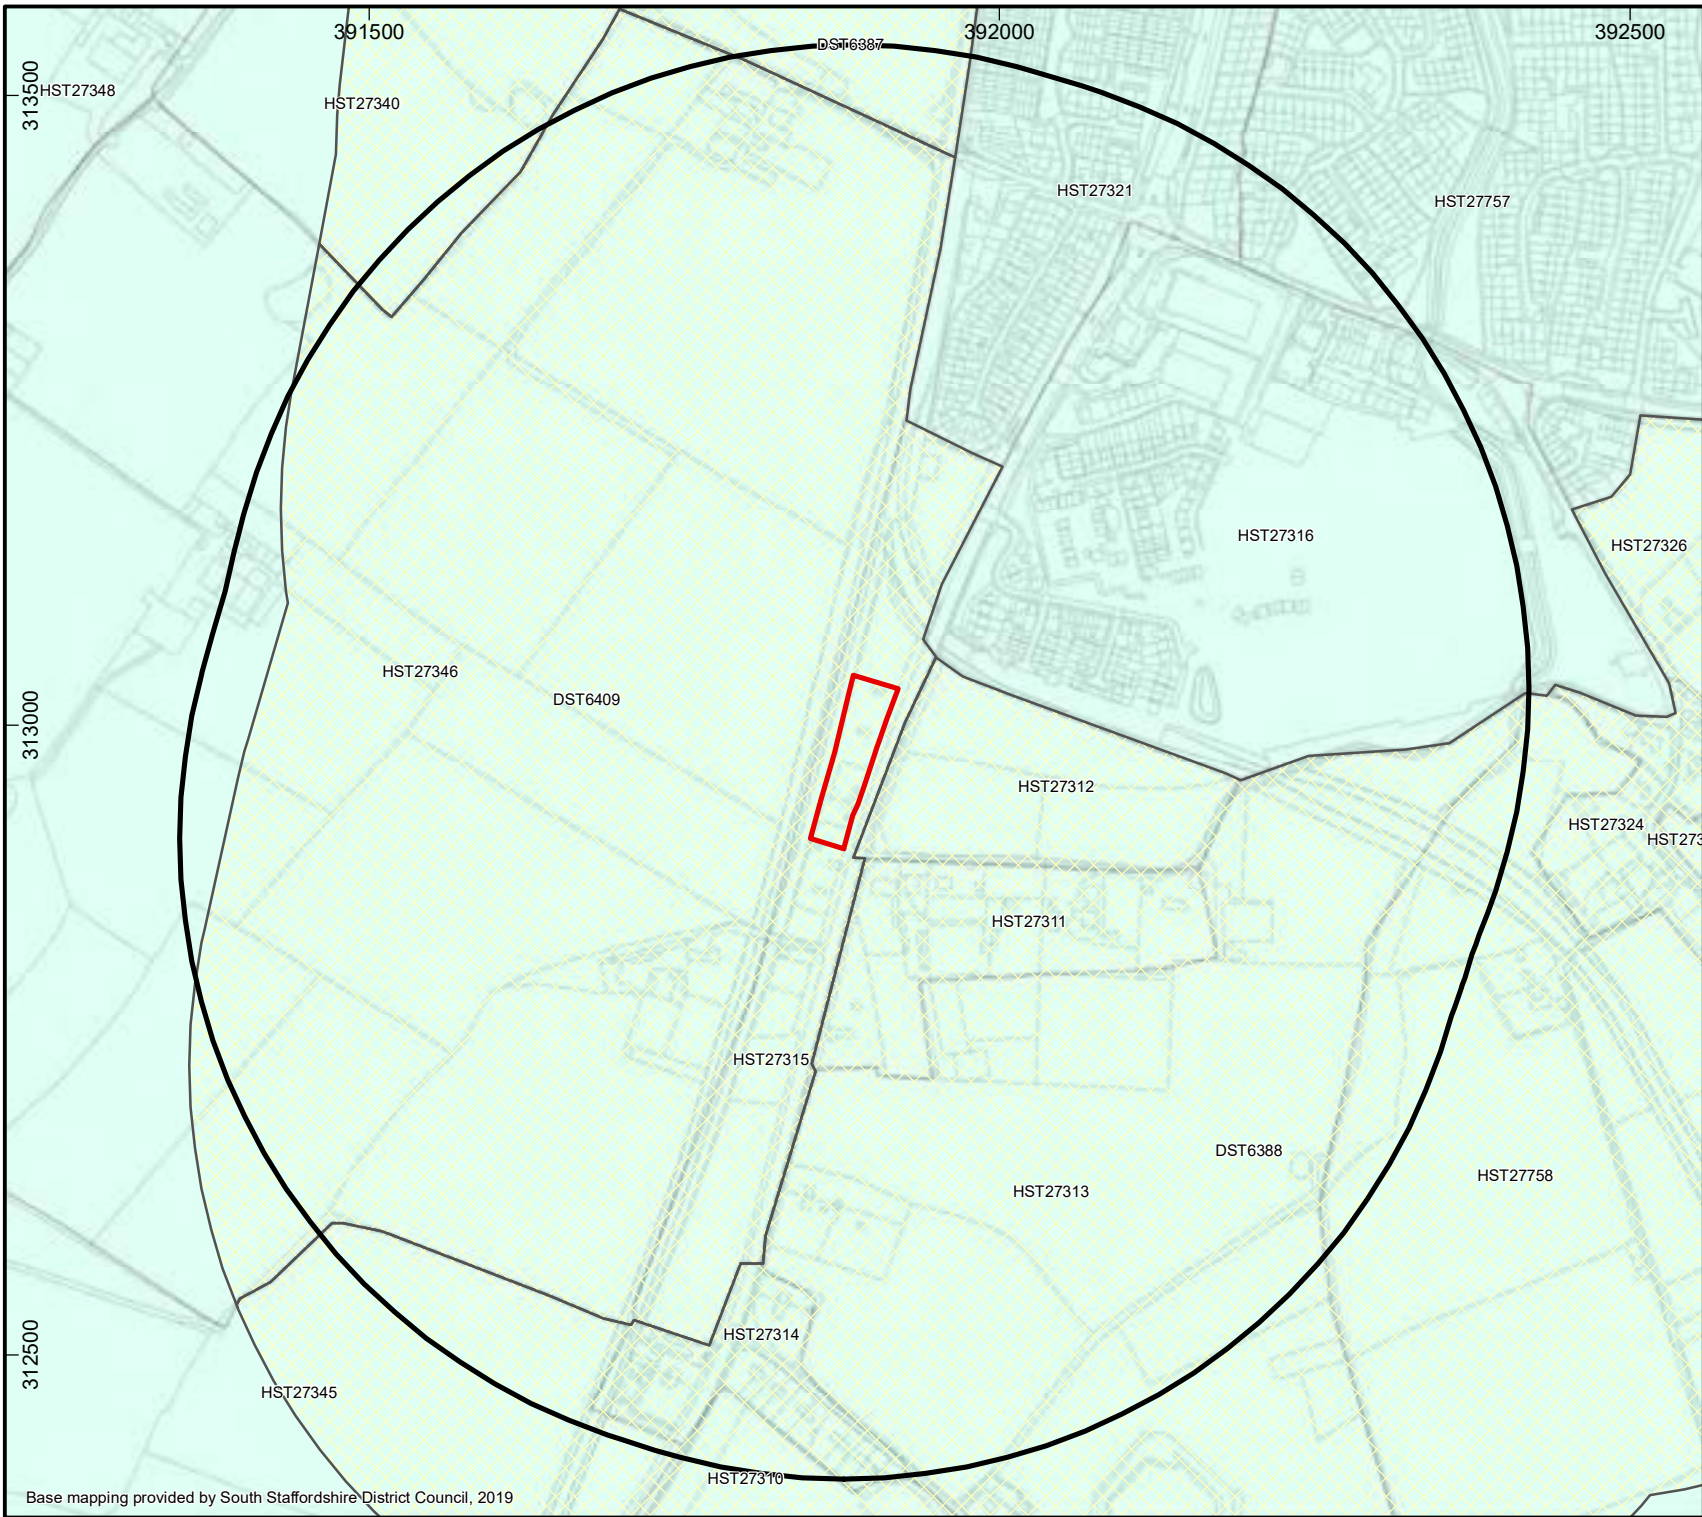 391500
392000
392500
DST6387
313500
HST27348
HST27340
HST27321
HST27757
HST27316
HST27326
HST27346
DST6409
313000
HST27312
HST27324
HST273
HST27311
HST27315
DST6388
HST27758
HST27313
HST27314
312500
HST27345
HST27310
Base mapping provided by South Staffordshire District Council, 2019